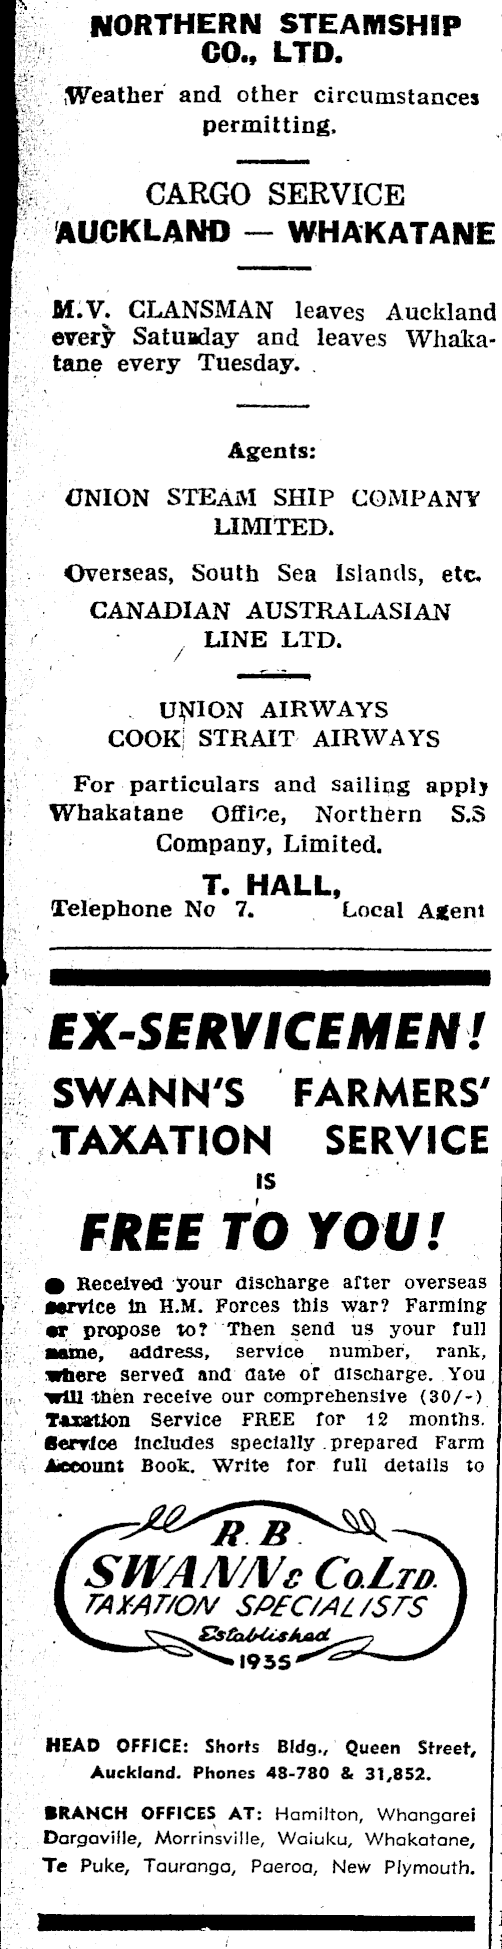 NORTHERN STEAMSHIP
CO., LTD.
Weather and other circumstances
permitting.
CARGO SERVICE
AUCKLAND — WHAKATANE
M.V. CLANSMAN leaves Auckland
every Satuıday and leaves Whaka-
tane every Tuesday.
Agents:
UNION STEAM SHIP COMPANY
LIMITED.
Overseas, South Sea Islands, etc.
CANADIAN AUSTRALASIAN
LINE LTD.
UNION AIRWAYS
COOK STRAIT AIRWAYS
For particulars and sailing apply
Whakatane Office, Northern S.S
Company, Limited.
T. HALL,
Telephone No 7. Local Agent
EX-SERVICEMEN!
SWANN'S FARMERS'
TAXATION SERVICE
IS
FREE TO YOU!
● Received your discharge after overseas
service in H.M. Forces this war? Farming
or propose to? Then send us your full
name, address, service number, rank,
where served and date of discharge. You
will then receive our comprehensive (30/-)
Taxation Service FREE for 12 months.
Service includes specially prepared Farm
Account Book. Write for full details to
R. B.
SWANN & CO. LTD.
TAXATION SPECIALISTS
Established
1935
HEAD OFFICE: Shorts Bldg., Queen Street,
Auckland. Phones 48-780 & 31,852.
BRANCH OFFICES AT: Hamilton, Whangarei
Dargaville, Morrinsville, Waiuku, Whakatane,
Te Puke, Tauranga, Paeroa, New Plymouth.